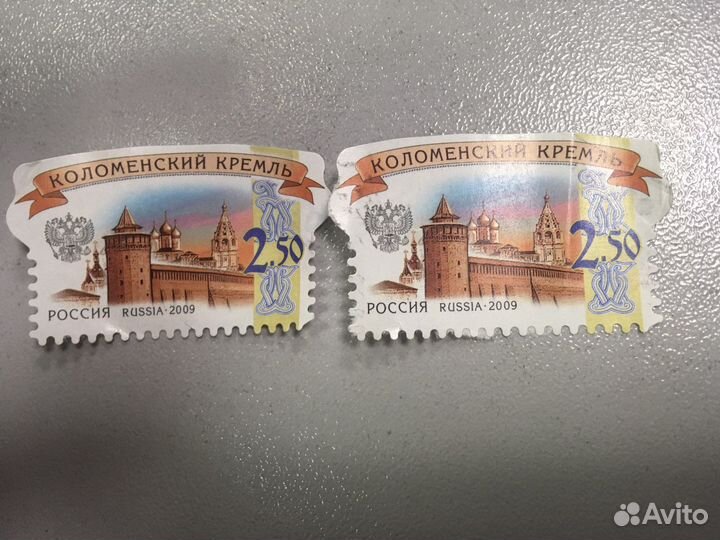 КОЛОМЕНСКИЙ КРЕМЛЬ
2.50
РОССИЯ RUSSIA·2009
КОЛОМЕНСКИЙ КРЕМЛЬ
2.50
РОССИЯ RUSSIA·2009
Avito